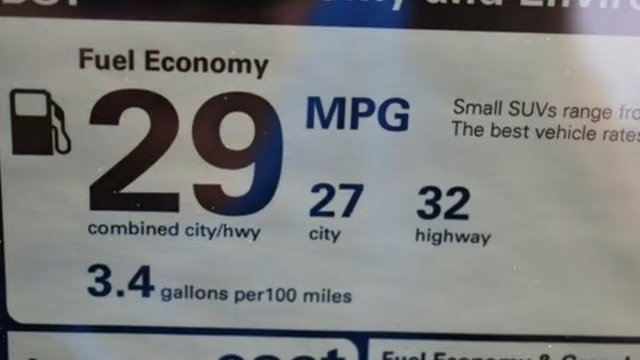 and
Fuel Economy
29 MPG
Small SUVs range
The best vehicle rates
27 32
combined city/hwy city highway
3.4 gallons per100 miles
Fuel Economy &